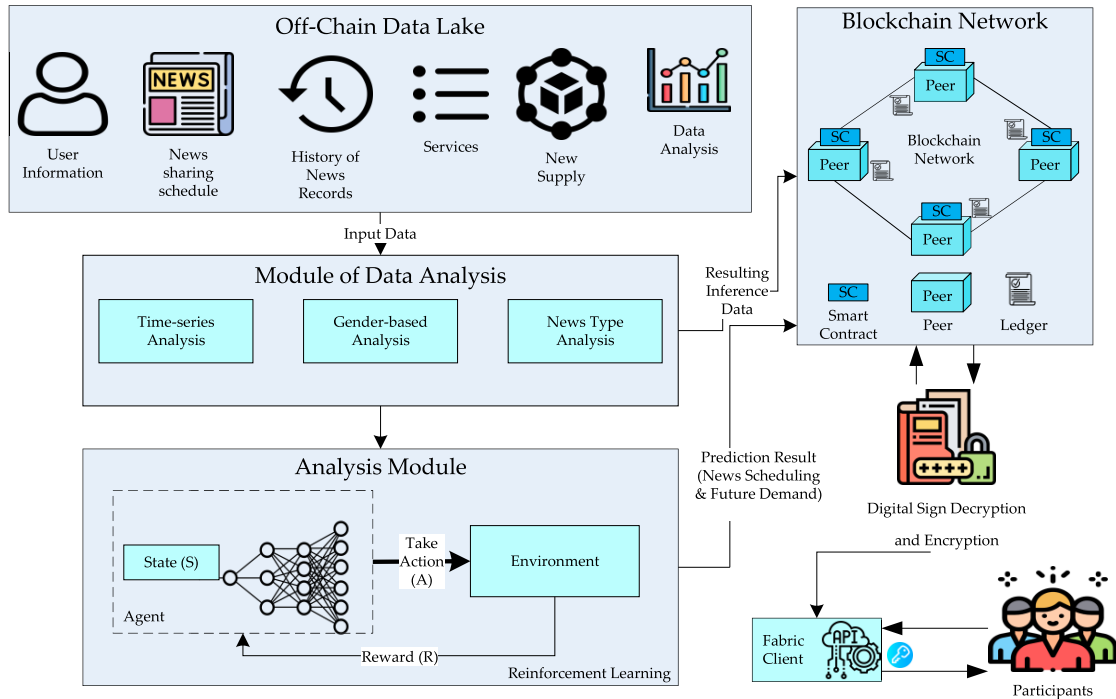 Off-Chain Data Lake
NEWS
User
Information
News
sharing
schedule
History of
News
Records
Services
New
Supply
Data
Analysis
Input Data
Module of Data Analysis
Time-series
Analysis
Gender-based
Analysis
News Type
Analysis
Resulting
Inference
Data
Analysis Module
State (S)
Agent
Take
Action
(A)
Environment
Reward (R)
Reinforcement Learning
Prediction Result
(News Scheduling
& Future Demand)
Blockchain Network
SC
Peer
SC
Peer
Blockchain
Network
SC
Peer
SC
Peer
SC
Smart
Contract
Peer
Peer
Ledger
Digital Sign Decryption
and Encryption
Fabric
Client
API
Participants